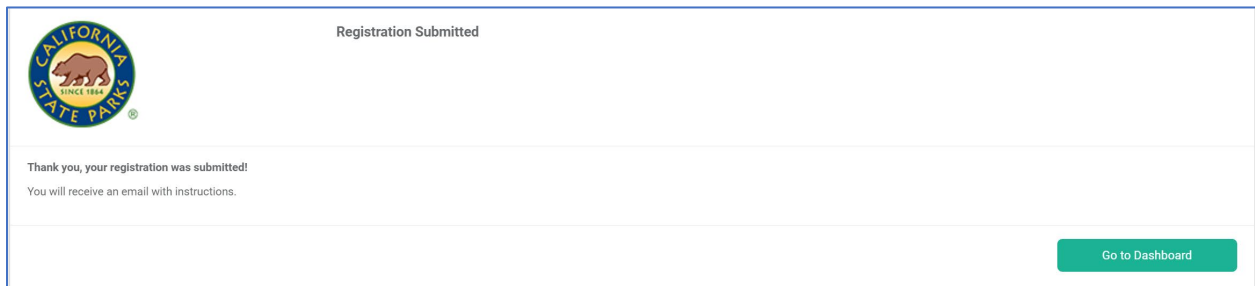 CALIFORNIA
STATE PARKS
SINCE 1864
®
Registration Submitted
Thank you, your registration was submitted!
You will receive an email with instructions.
Go to Dashboard